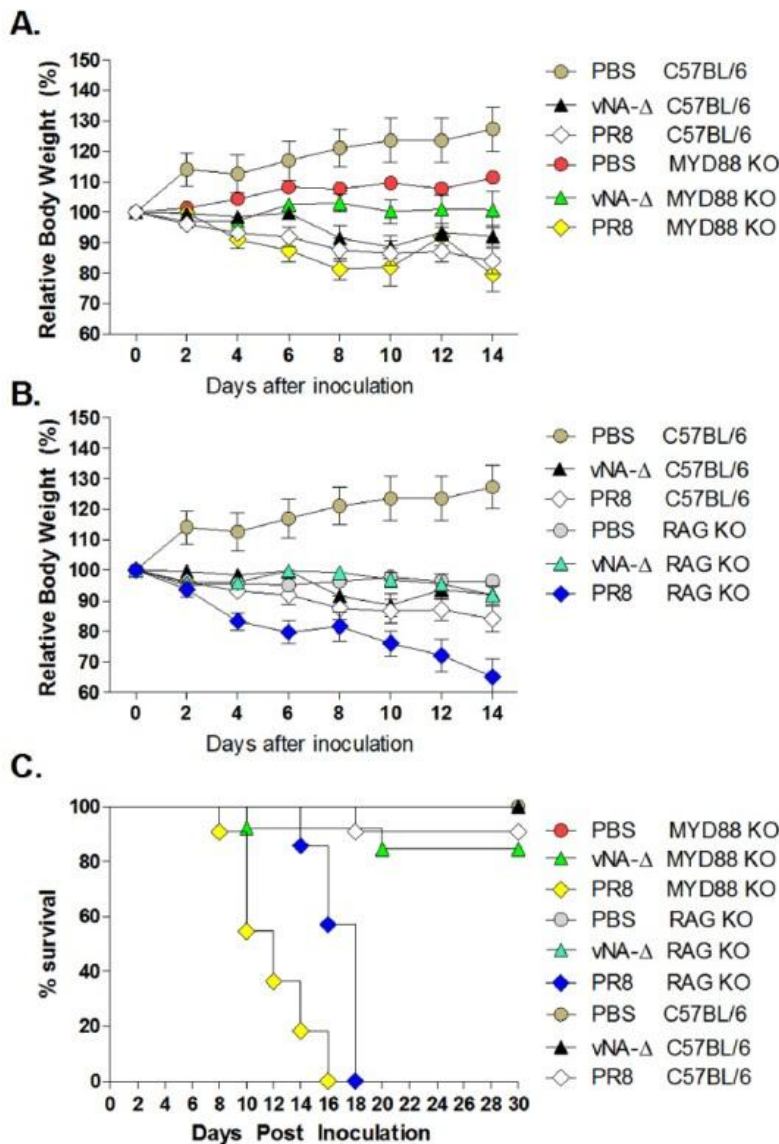 A.
Relative Body Weight (%)
150
140
130
120
110
100
90
80
70
60
0 2 4 6 8 10 12 14
Days after inoculation
PBS C57BL/6
vNA-Δ C57BL/6
PR8 C57BL/6
PBS MYD88 KO
vNA-Δ MYD88 KO
PR8 MYD88 KO
B.
Relative Body Weight (%)
150
140
130
120
110
100
90
80
70
60
0 2 4 6 8 10 12 14
Days after inoculation
PBS C57BL/6
vNA-Δ C57BL/6
PR8 C57BL/6
PBS RAG KO
vNA-Δ RAG KO
PR8 RAG KO
C.
% survival
100
80
60
40
20
0
0 2 4 6 8 10 12 14 16 18 20 22 24 26 28 30
Days Post Inoculation
PBS MYD88 KO
vNA-Δ MYD88 KO
PR8 MYD88 KO
PBS RAG KO
vNA-Δ RAG KO
PR8 RAG KO
PBS C57BL/6
vNA-Δ C57BL/6
PR8 C57BL/6